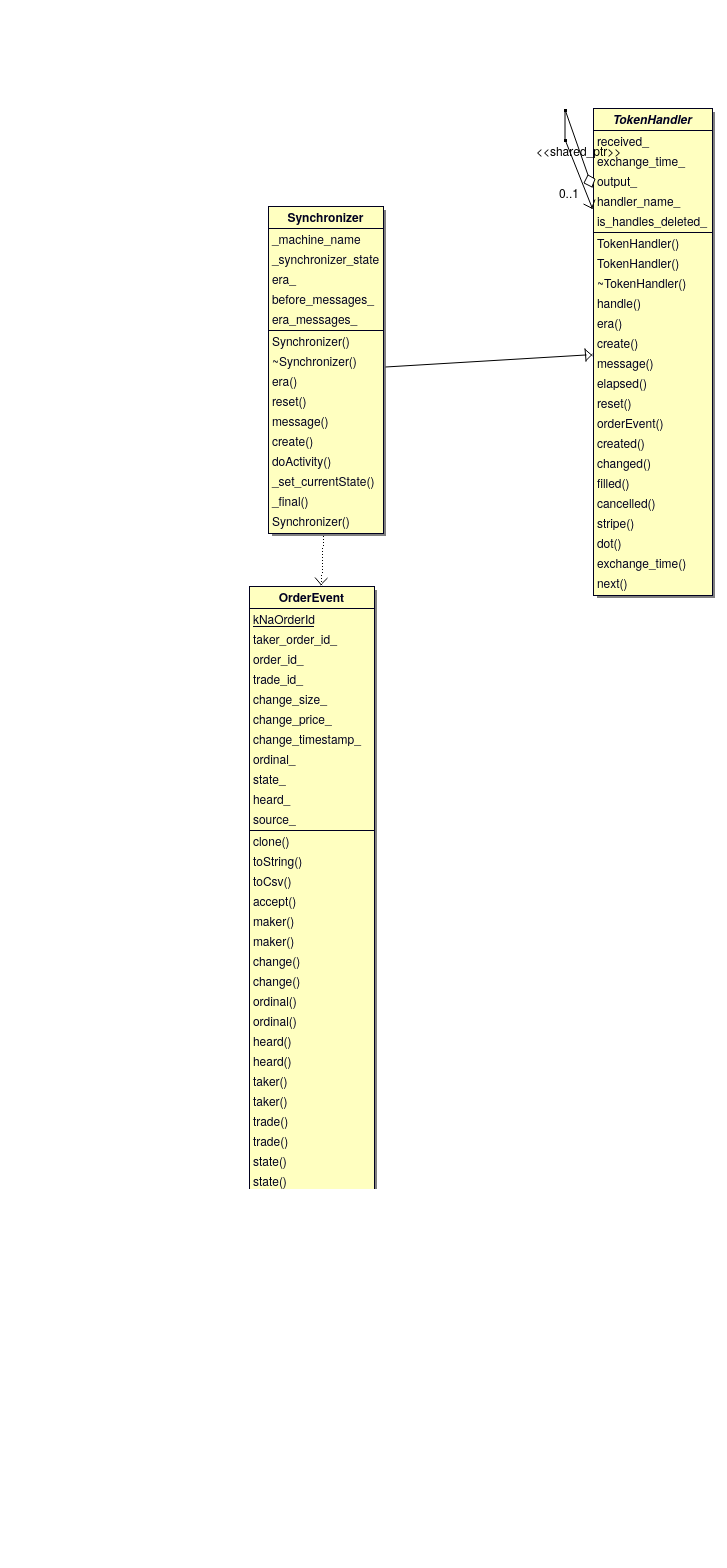 TokenHandler
received_
<<shared_ptr>>
exchange_time_
output_
0..1
handler_name_
is_handles_deleted_
TokenHandler()
TokenHandler()
~TokenHandler()
handle()
era()
create()
message()
elapsed()
reset()
orderEvent()
created()
changed()
filled()
cancelled()
stripe()
dot()
exchange_time()
next()
Synchronizer
_machine_name
_synchronizer_state
era_
before_messages_
era_messages_
Synchronizer()
~Synchronizer()
era()
reset()
message()
create()
doActivity()
_set_currentState()
_final()
Synchronizer()
OrderEvent
kNaOrderId
taker_order_id_
order_id_
trade_id_
change_size_
change_price_
change_timestamp_
ordinal_
state_
heard_
source_
clone()
toString()
toCsv()
accept()
maker()
maker()
change()
change()
ordinal()
ordinal()
heard()
heard()
taker()
taker()
trade()
trade()
state()
state()